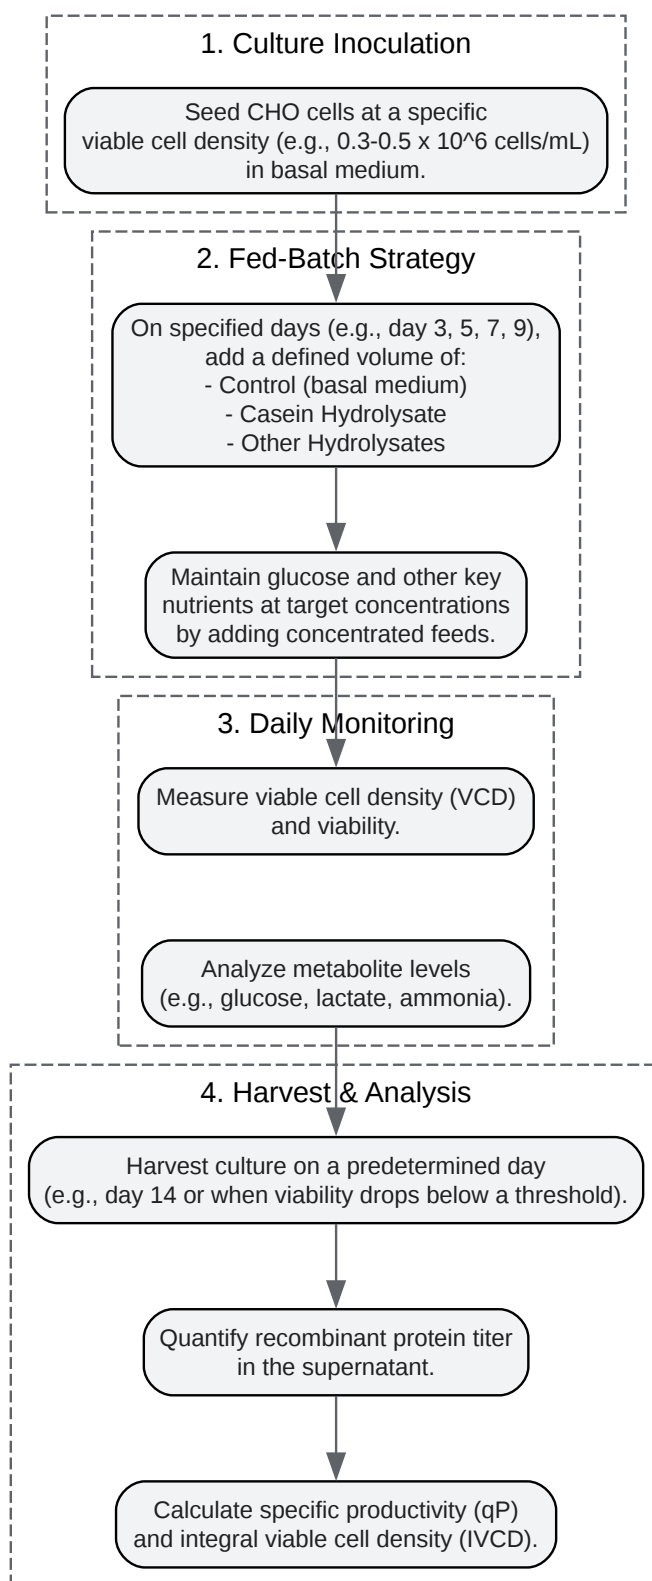 1. Culture Inoculation
Seed CHO cells at a specific
viable cell density (e.g., 0.3-0.5 x 10^6 cells/mL)
in basal medium.
2. Fed-Batch Strategy
On specified days (e.g., day 3, 5, 7, 9),
add a defined volume of:
- Control (basal medium)
- Casein Hydrolysate
- Other Hydrolysates
Maintain glucose and other key
nutrients at target concentrations
by adding concentrated feeds.
3. Daily Monitoring
Measure viable cell density (VCD)
and viability.
Analyze metabolite levels
(e.g., glucose, lactate, ammonia).
4. Harvest & Analysis
Harvest culture on a predetermined day
(e.g., day 14 or when viability drops below a threshold).
Quantify recombinant protein titer
in the supernatant.
Calculate specific productivity (qP)
and integral viable cell density (IVCD).